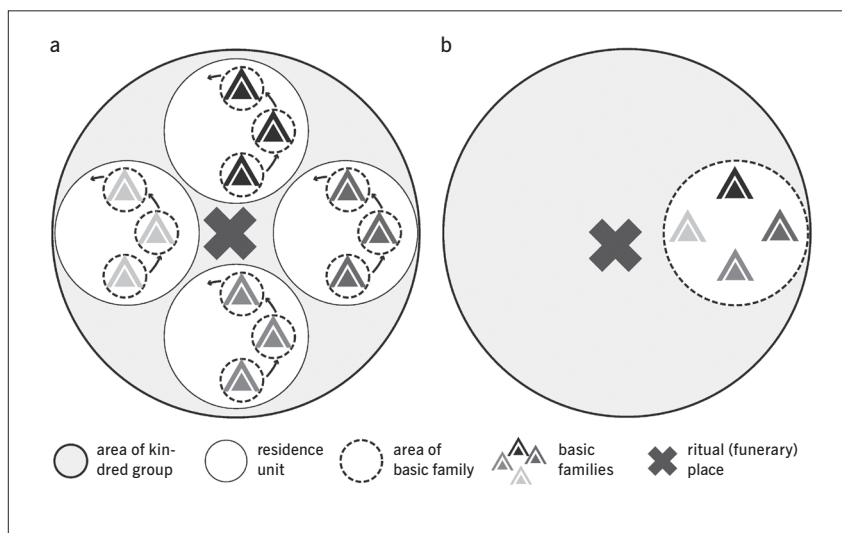 a
b
area of kin-
dred group
residence
unit
area of
basic family
basic
families
ritual (funerary)
place